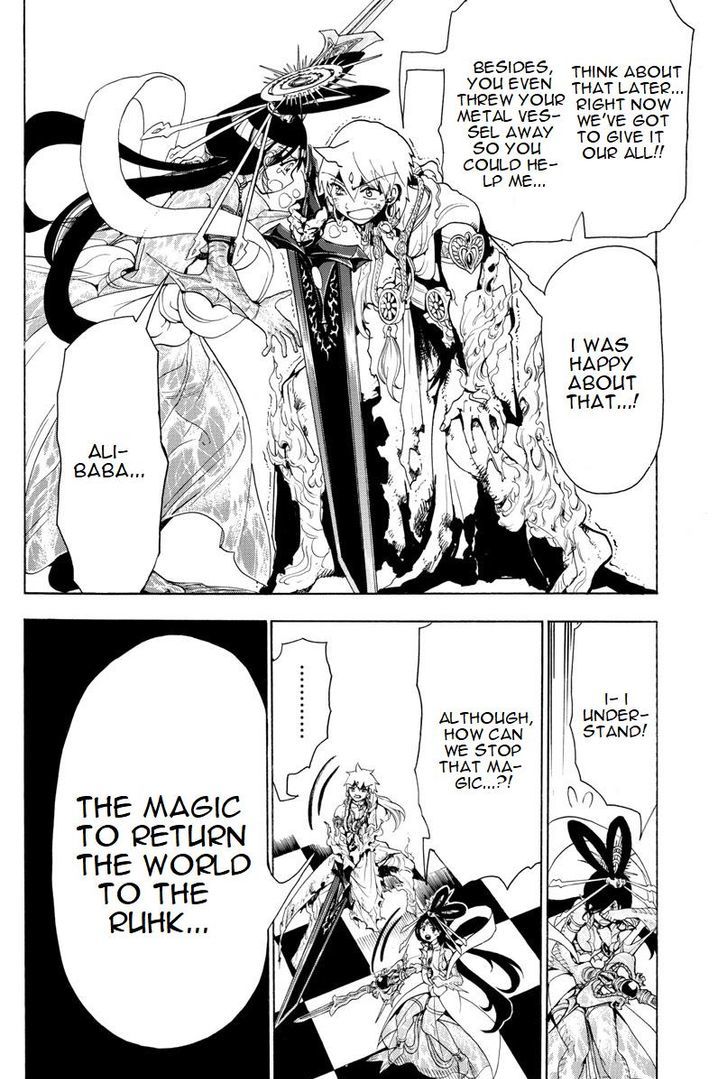 THINK ABOUT
THAT LATER...
RIGHT NOW
WE'VE GOT
TO GIVE IT
OUR ALL!!
BESIDES,
YOU EVEN
THREW YOUR
METAL VES-
SEL AWAY
SO YOU
COULD HE-
LP ME...
I WAS
HAPPY
ABOUT
THAT...!
ALI-
BABA...
I- I
UNDER-
STAND!
ALTHOUGH,
HOW CAN
WE STOP
THAT MA-
GIC...?!
.........
THE MAGIC
TO RETURN
THE WORLD
TO THE
RUHK...